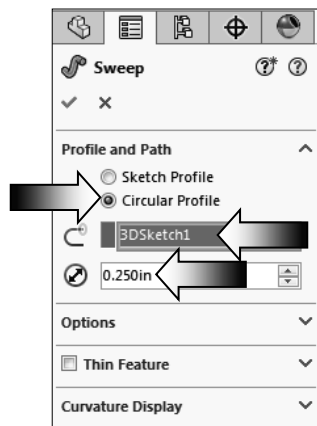 Sweep
Profile and Path
Sketch Profile
Circular Profile
3DSketch1
0.250in
Options
Thin Feature
Curvature Display